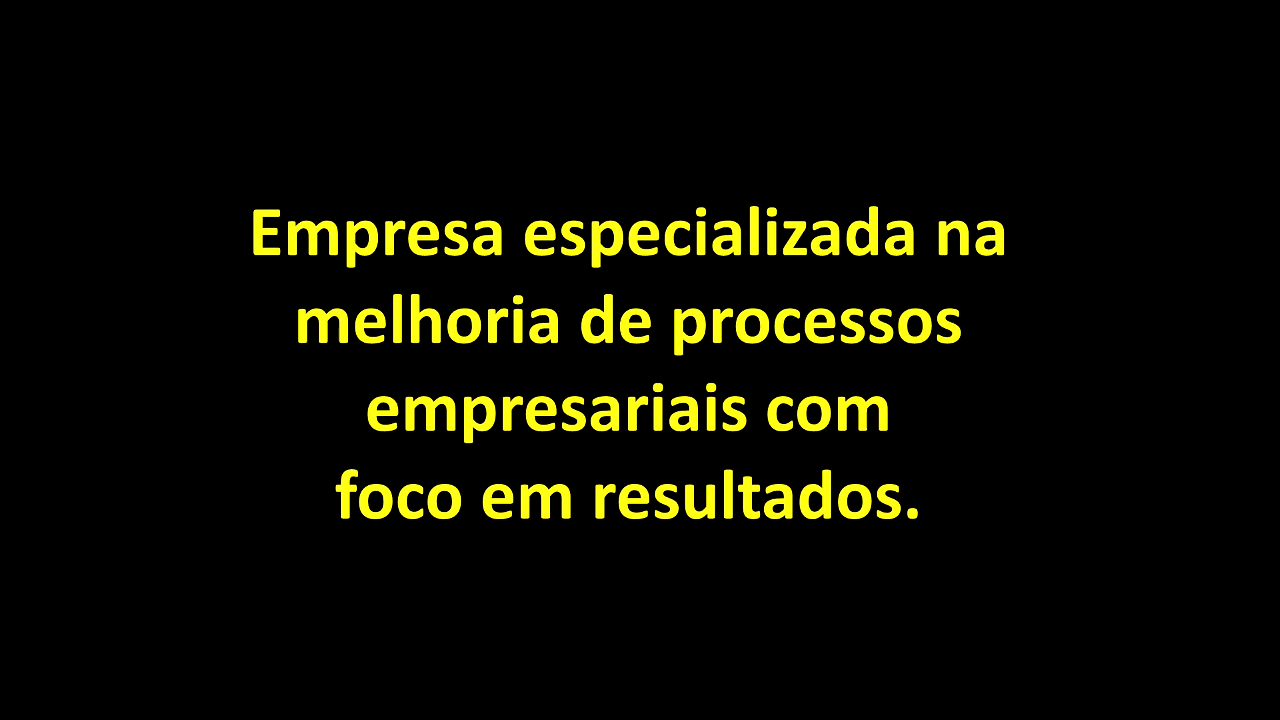 Empresa especializada na
melhoria de processos
empresariais com
foco em resultados.